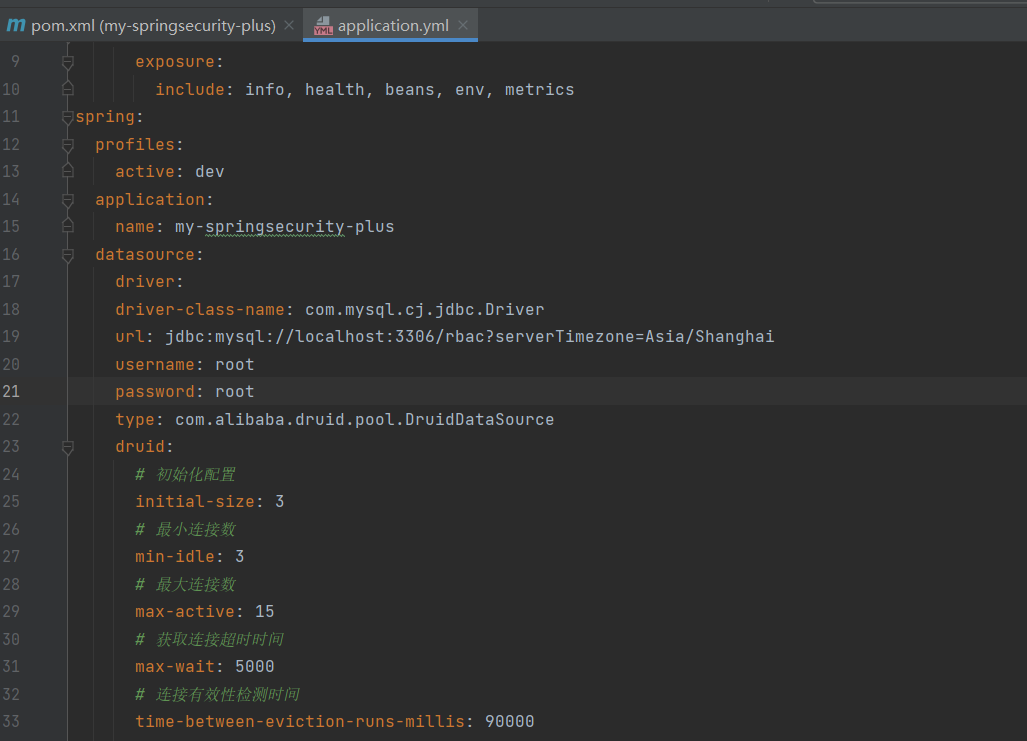 pom.xml (my-springsecurity-plus) application.yml
9 exposure:
10 include: info, health, beans, env, metrics
11 spring:
12 profiles:
13 active: dev
14 application:
15 name: my-springsecurity-plus
16 datasource:
17 driver:
18 driver-class-name: com.mysql.cj.jdbc.Driver
19 url: jdbc:mysql://localhost:3306/rbac?serverTimezone=Asia/Shanghai
20 username: root
21 password: root
22 type: com.alibaba.druid.pool.DruidDataSource
23 druid:
24 # 初始化配置
25 initial-size: 3
26 # 最小连接数
27 min-idle: 3
28 # 最大连接数
29 max-active: 15
30 # 获取连接超时时间
31 max-wait: 5000
32 # 连接有效性检测时间
33 time-between-eviction-runs-millis: 90000